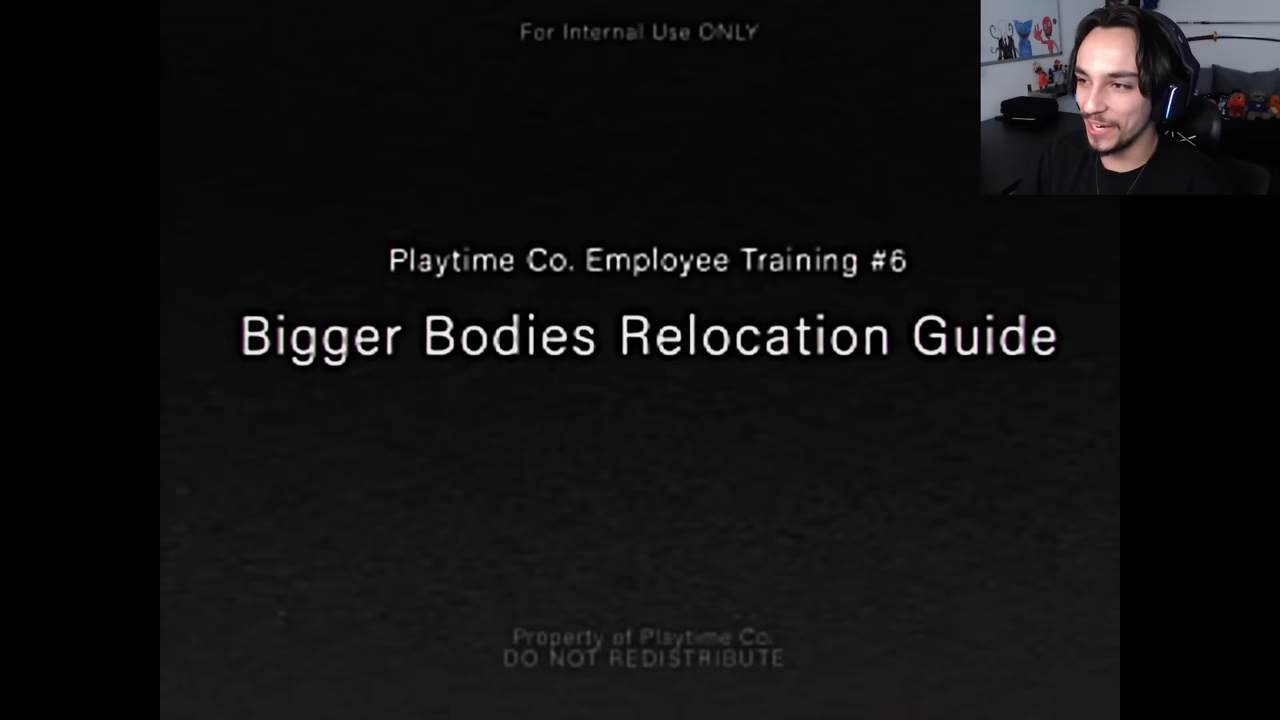 For Internal Use ONLY
Playtime Co. Employee Training #6
Bigger Bodies Relocation Guide
Property of Playtime Co.
DO NOT REDISTRIBUTE